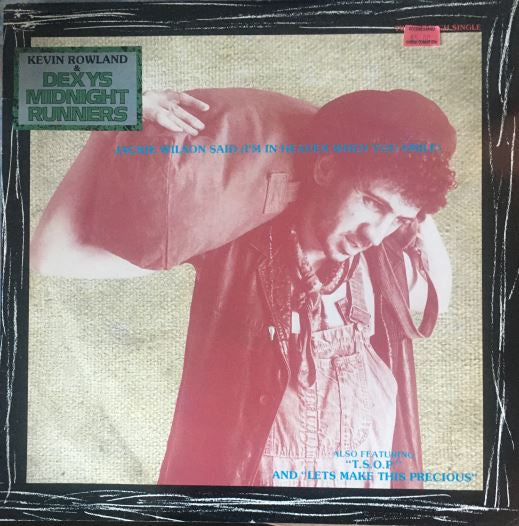 SINGLE
KEVIN ROWLAND
&
DEXYS
MIDNIGHT
RUNNERS
JACKIE WILSON SAID (I'M IN HEAVEN WHEN YOU SMILE)
ALSO FEATURING
"T.S.O.P."
AND "LETS MAKE THIS PRECIOUS"